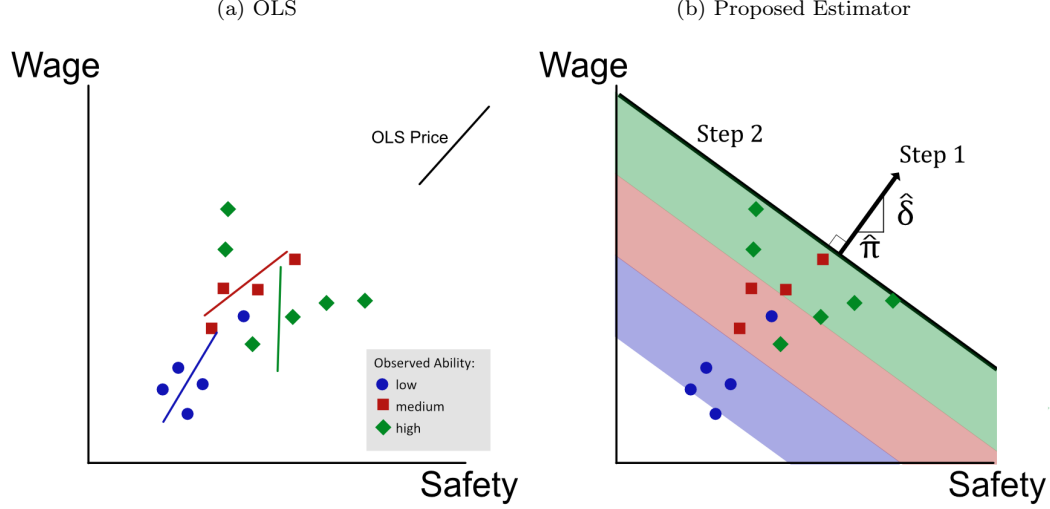 (a) OLS
Wage
OLS Price
Observed Ability:
low
medium
high
Safety
(b) Proposed Estimator
Wage
Step 2
Step 1
δ̂
π̂
Safety